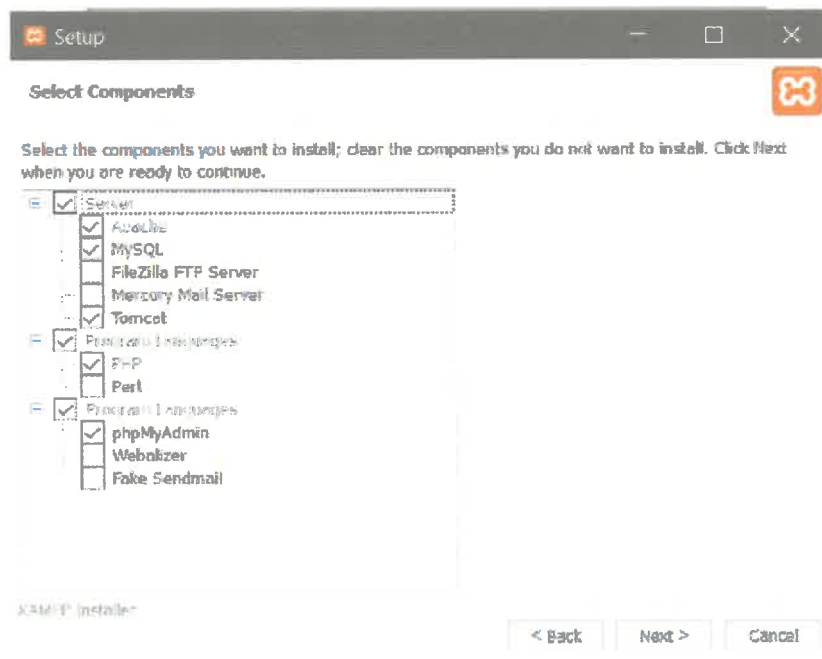 Setup
Select Components
Select the components you want to install; clear the components you do not want to install. Click Next
when you are ready to continue.
Server
Apache
MySQL
FileZilla FTP Server
Mercury Mail Server
Tomcat
Program Languages
PHP
Perl
Program Languages
phpMyAdmin
Webalizer
Fake Sendmail
XAMPP Installer
< Back
Next >
Cancel